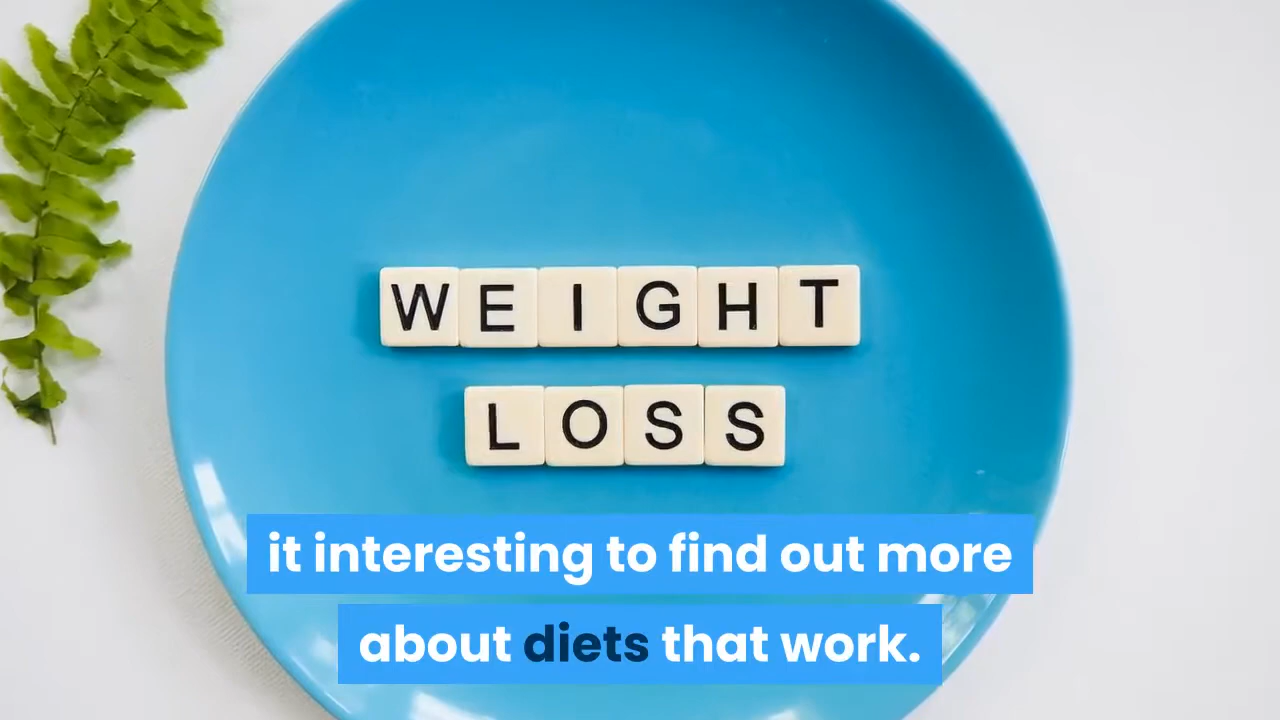 WEIGHT
LOSS
it interesting to find out more
about diets that work.